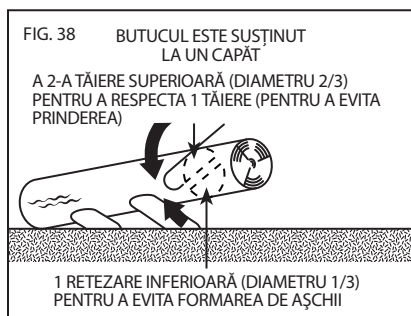 FIG. 38
BUTUCUL ESTE SUSȚINUT
LA UN CAPĂT
A 2-A TĂIERE SUPERIOARĂ (DIAMETRU 2/3)
PENTRU A RESPECTA 1 TĂIERE (PENTRU A EVITA
PRINDEREA)
1 RETEZARE INFERIOARĂ (DIAMETRU 1/3)
PENTRU A EVITA FORMAREA DE AŞCHII